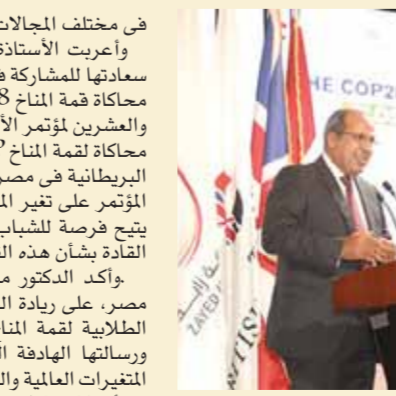 فى مختلف المجالات
وأعربت الأستاذة
سعادتها للمشاركة ف
محاكاة قمة المناخ 8
والعشرين لمؤتمر الأ
محاكاة لقمة المناخ
البريطانية فى مصر
المؤتمر على تغير الم
يتيح فرصة للشباب
القادة بشأن هذه ال
.وأكد الدكتور م
مصر، على ريادة ال
الطلابية لقمة المنا
ورسالتها الهادفة ا
المتغيرات العالمية وال
HE COP2
ZAYED
ITISH